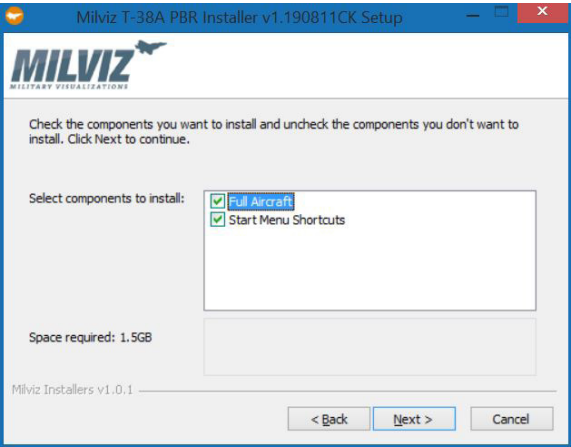 Milviz T-38A PBR Installer v1.190811CK Setup
MILVIZ
MILITARY VISUALIZATIONS
Check the components you want to install and uncheck the components you don't want to
install. Click Next to continue.
Select components to install:
Full Aircraft
Start Menu Shortcuts
Space required: 1.5GB
Milviz Installers v1.0.1
< Back
Next >
Cancel